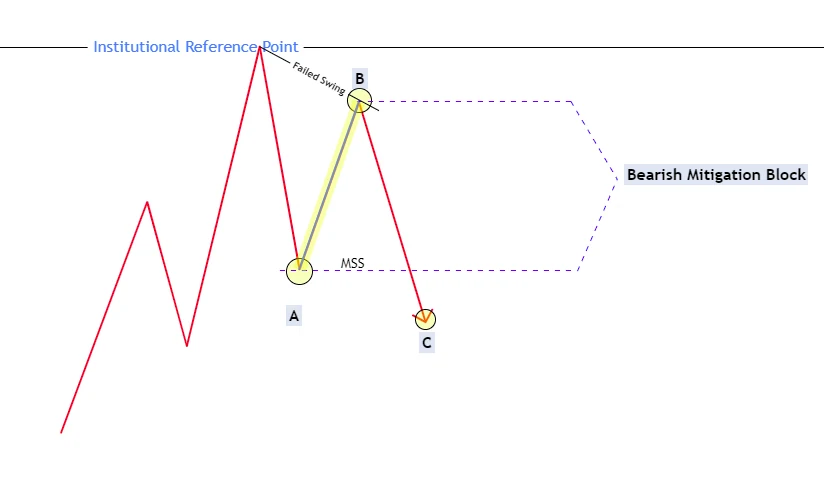 Institutional Reference Point
Failed Swing
B
Bearish Mitigation Block
MSS
A
C